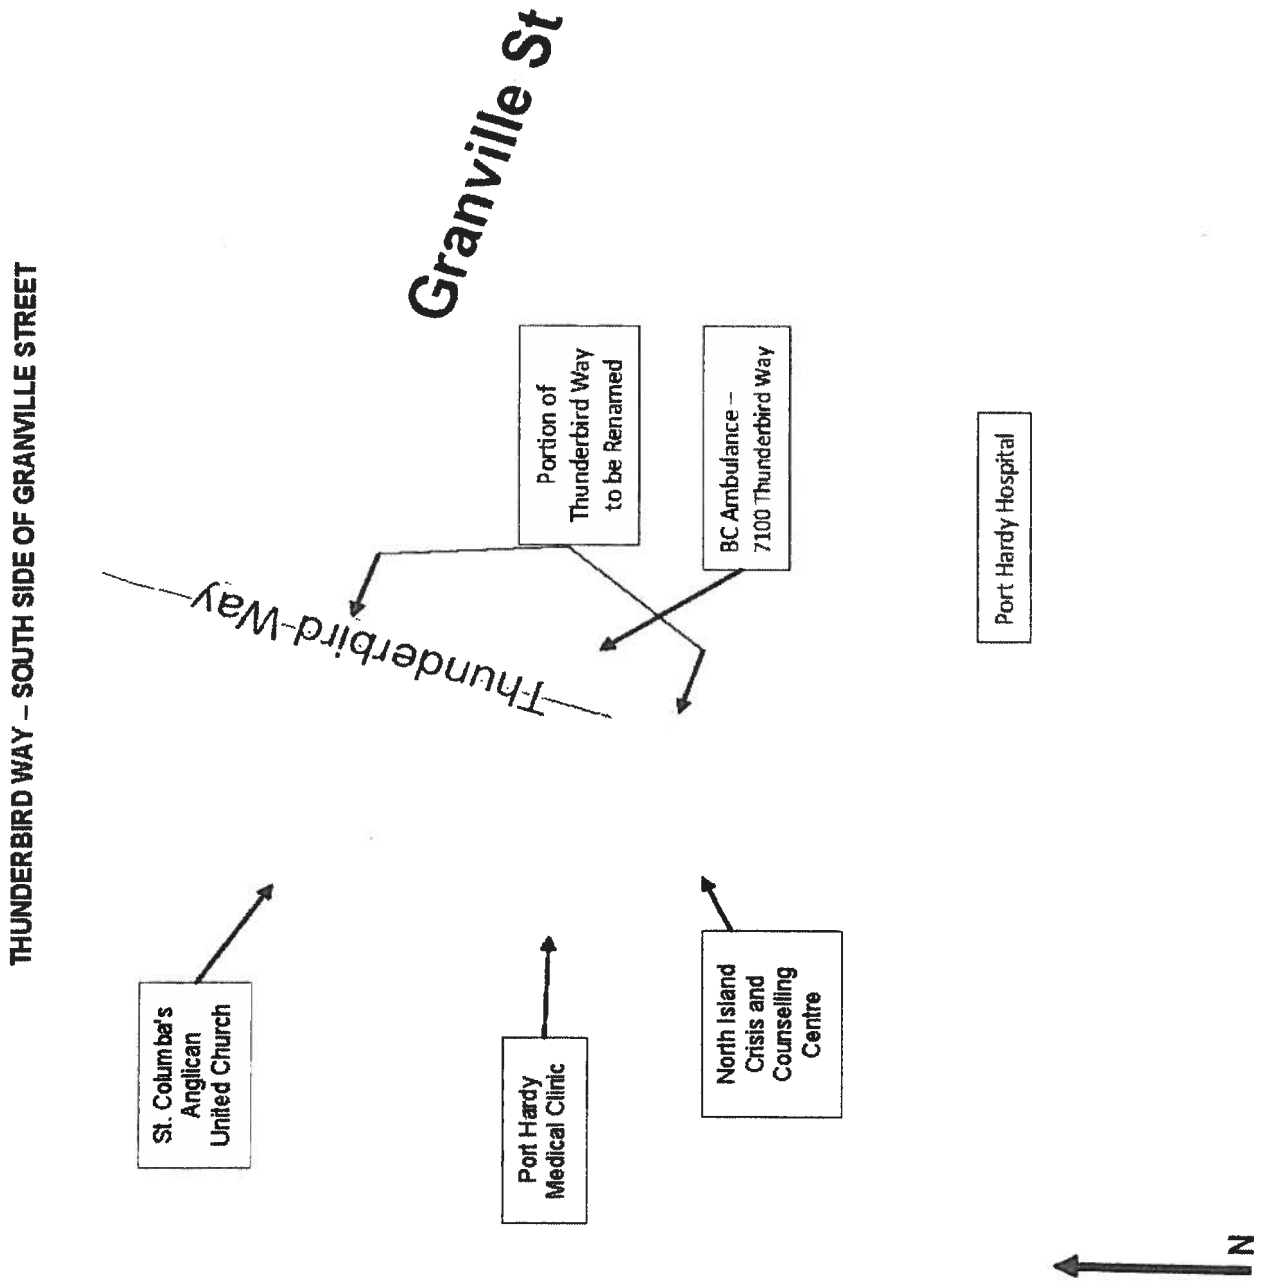 THUNDERBIRD WAY – SOUTH SIDE OF GRANVILLE STREET
St. Columba's
Anglican
United Church
Thunderbird Way
Granville St
Port Hardy
Medical Clinic
Portion of
Thunderbird Way
to be Renamed
North Island
Crisis and
Counselling
Centre
BC Ambulance –
7100 Thunderbird Way
Port Hardy Hospital
N